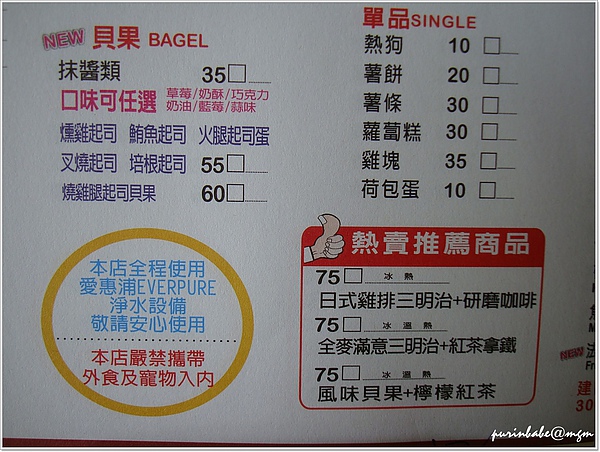 NEW 貝果 BAGEL
抹醬類 35□
口味可任選 草莓/奶酥/巧克力
奶油/藍莓/蒜味
燻雞起司 鮪魚起司 火腿起司蛋
叉燒起司 培根起司 55□
燒雞腿起司貝果 60□
單品SINGLE
熱狗 10□
薯餅 20□
薯條 30□
蘿蔔糕 30□
雞塊 35□
荷包蛋 10□
本店全程使用
愛惠浦EVERPURE
淨水設備
敬請安心使用
本店嚴禁攜帶
外食及寵物入內
熱賣推薦商品
75□ 冰 熱
日式雞排三明治+研磨咖啡
75□ 冰 溫 熱
全麥滿意三明治+紅茶拿鐵
75□ 冰 溫 熱
風味貝果+檸檬紅茶
NEW
建
30
purinbabe@mgm